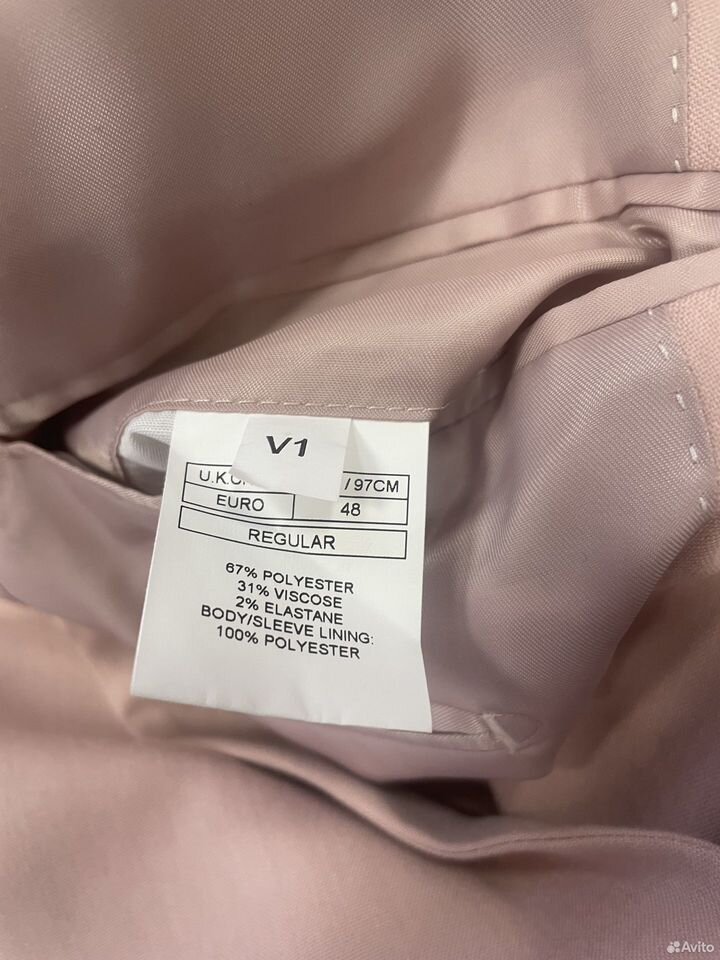 V1
U.K.C / 97CM
EURO 48
REGULAR
67% POLYESTER
31% VISCOSE
2% ELASTANE
BODY/SLEEVE LINING:
100% POLYESTER
Avito